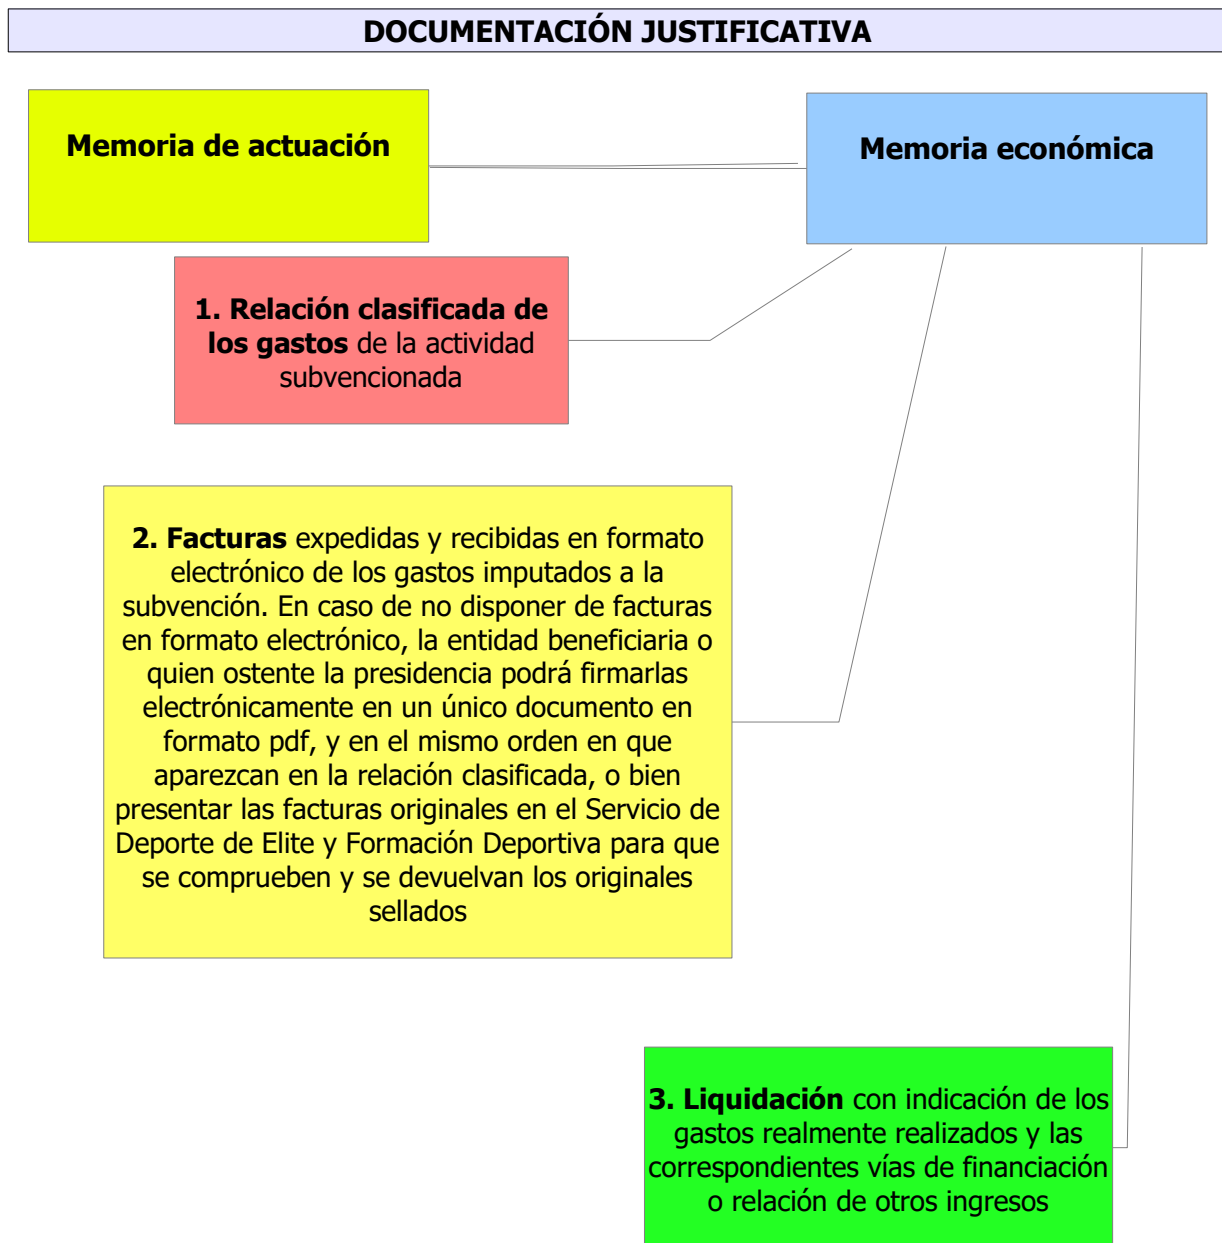 DOCUMENTACIÓN JUSTIFICATIVA
Memoria de actuación
Memoria económica
1. Relación clasificada de
los gastos de la actividad
subvencionada
2. Facturas expedidas y recibidas en formato
electrónico de los gastos imputados a la
subvención. En caso de no disponer de facturas
en formato electrónico, la entidad beneficiaria o
quien ostente la presidencia podrá firmarlas
electrónicamente en un único documento en
formato pdf, y en el mismo orden en que
aparezcan en la relación clasificada, o bien
presentar las facturas originales en el Servicio de
Deporte de Elite y Formación Deportiva para que
se comprueben y se devuelvan los originales
sellados
3. Liquidación con indicación de los
gastos realmente realizados y las
correspondientes vías de financiación
o relación de otros ingresos